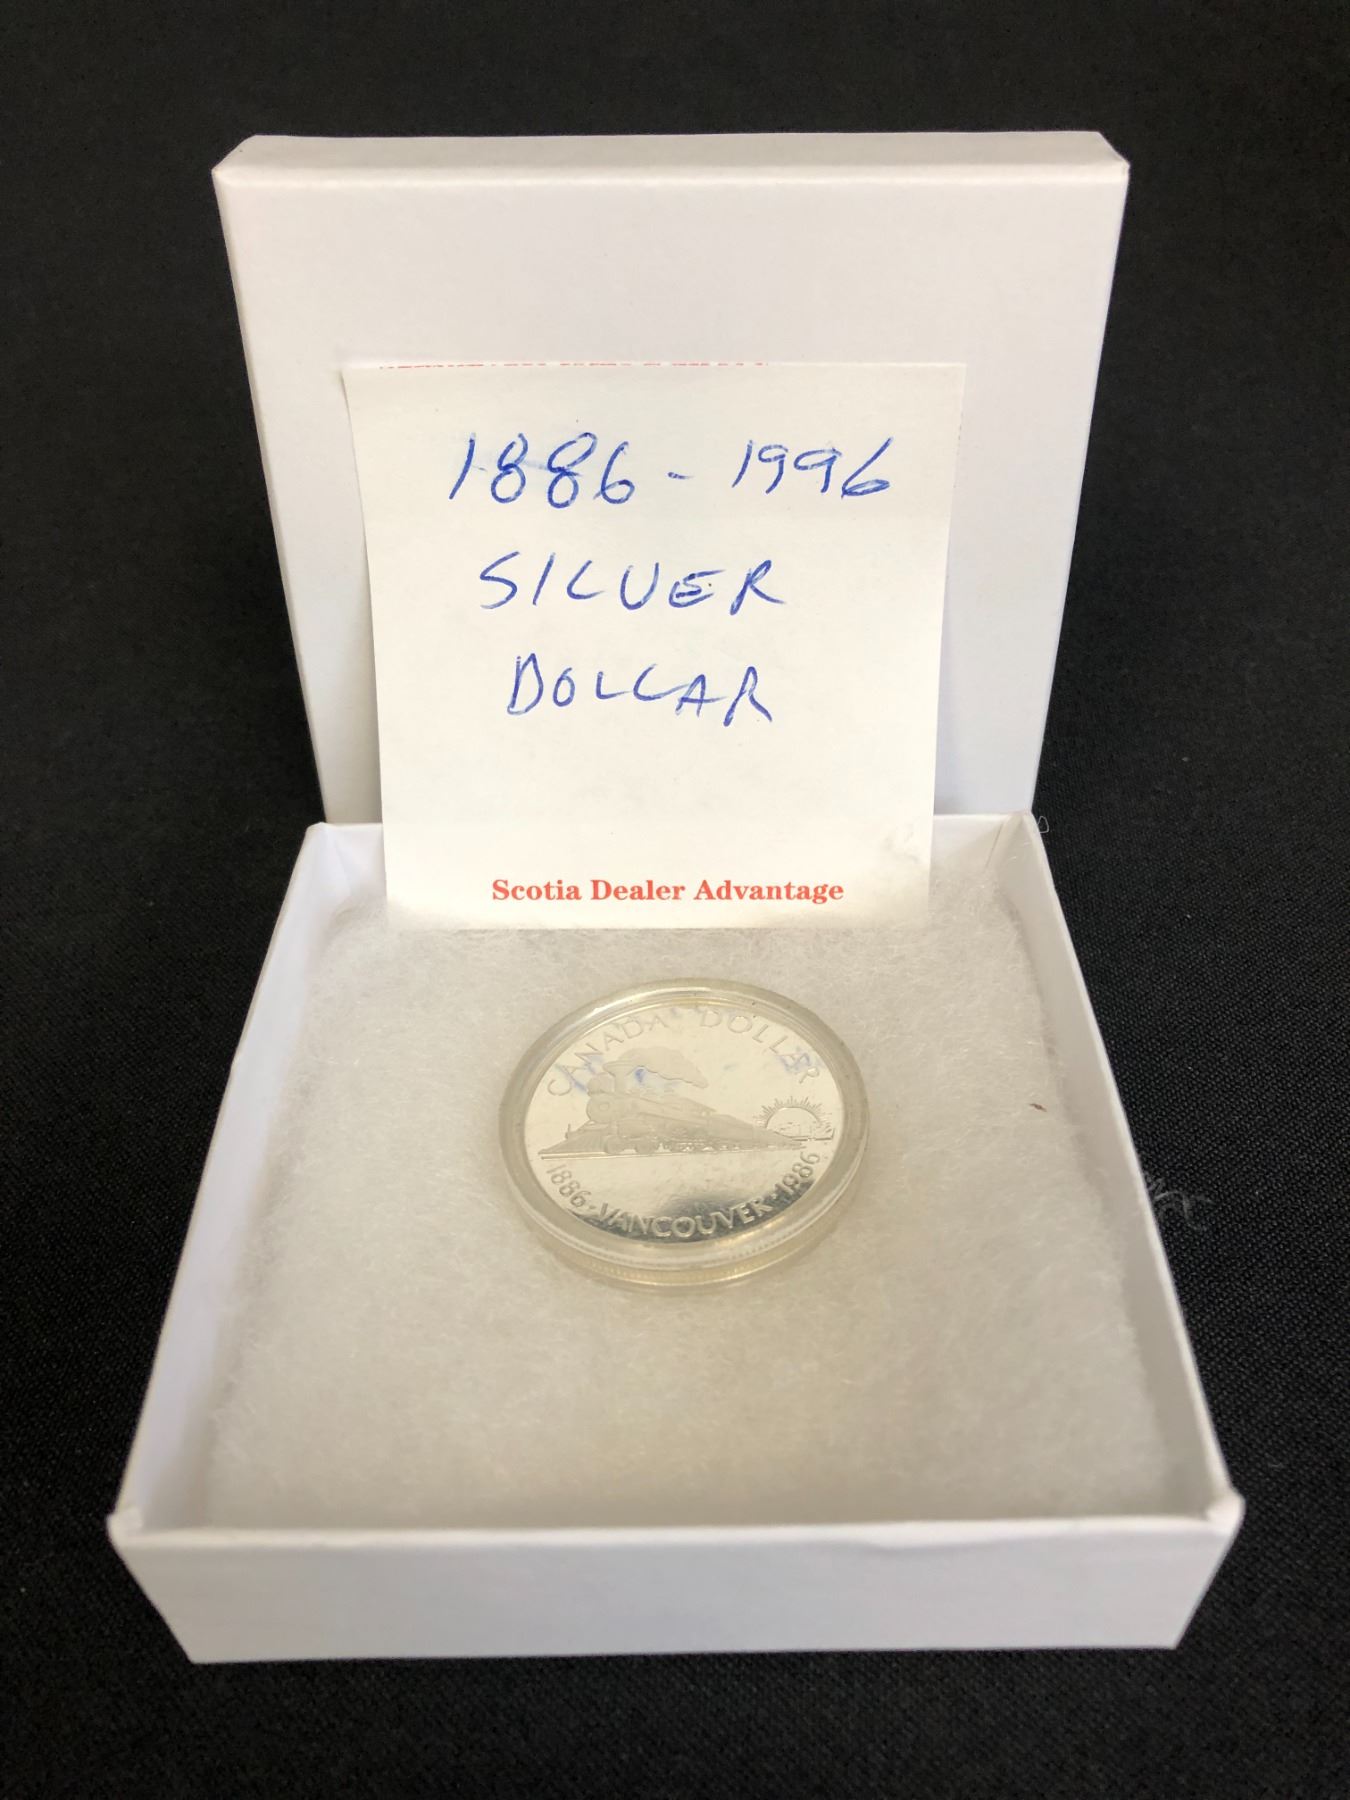 1886 - 1996
SILVER
DOLLAR
Scotia Dealer Advantage
CANADA DOLLAR
1886 · VANCOUVER · 1986